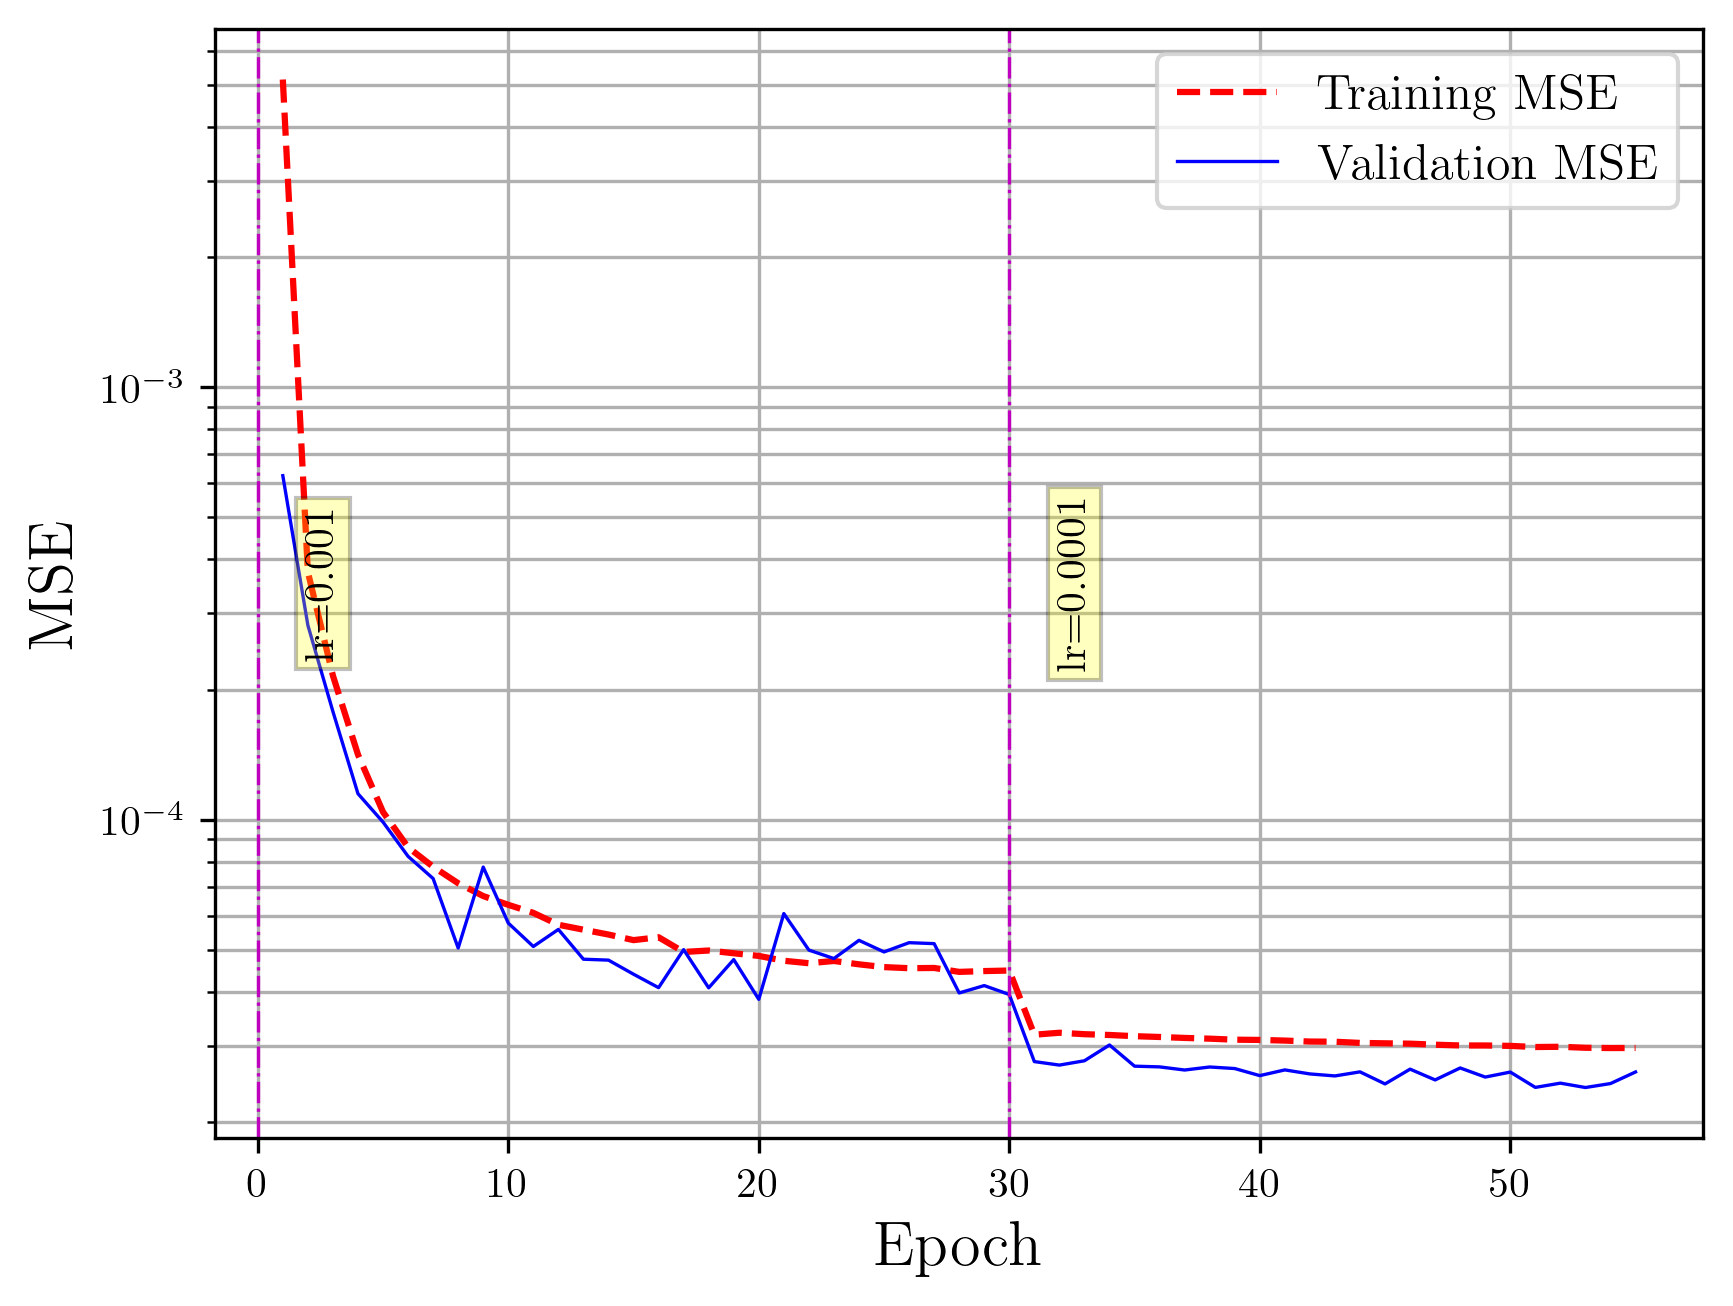 Training MSE
Validation MSE
MSE
10⁻³
10⁻⁴
lr=0.001
lr=0.0001
0 10 20 30 40 50
Epoch